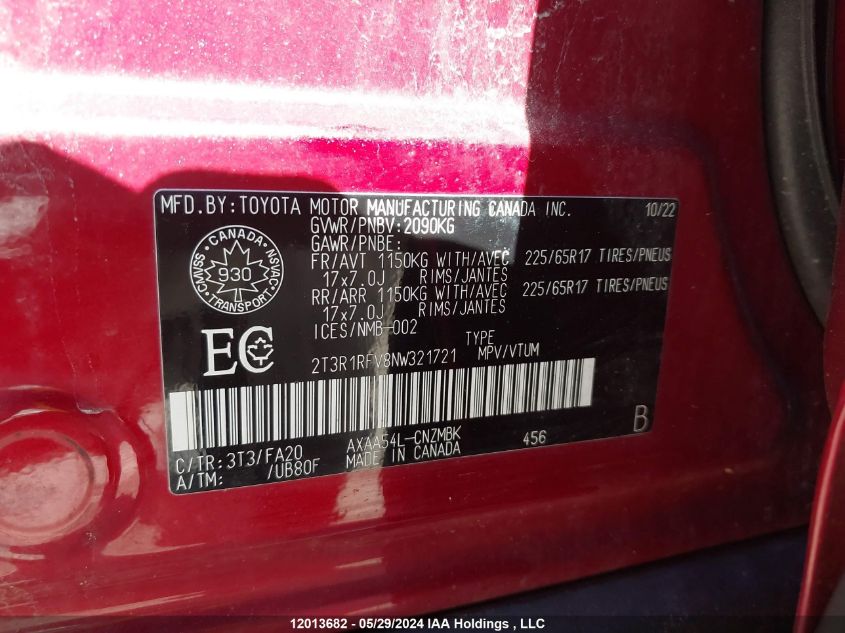 MFD.BY:TOYOTA MOTOR MANUFACTURING CANADA INC. 10/22
GVWR/PNBV:2090KG
GAWR/PNBE:
FR/AVT 1150KG WITH/AVEC 225/65R17 TIRES/PNEUS
17x7.0J RIMS/JANTES
RR/ARR 1150KG WITH/AVEC 225/65R17 TIRES/PNEUS
17x7.0J RIMS/JANTES
ICES/NMB-002
CANADA
CMVSS 930 NSVAC
TRANSPORT
EC
TYPE
2T3R1RFV8NW321721 MPV/VTUM
B
C/TR:3T3/FA20 AXAA54L-CNZMBK 456
A/TM: /UB80F MADE IN CANADA
12013682 - 05/29/2024 IAA Holdings , LLC